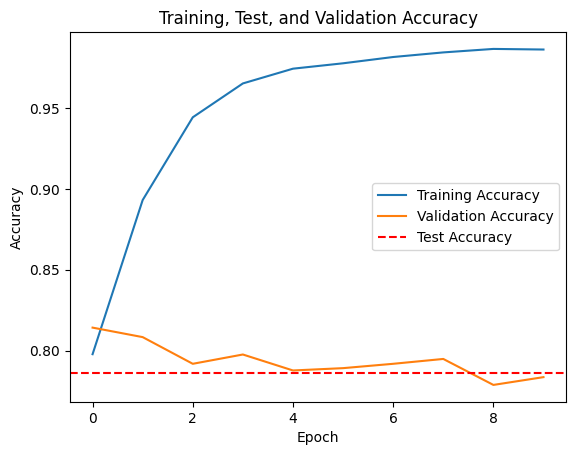 Training, Test, and Validation Accuracy
Accuracy
0.95
0.90
0.85
0.80
Training Accuracy
Validation Accuracy
Test Accuracy
0 2 4 6 8
Epoch